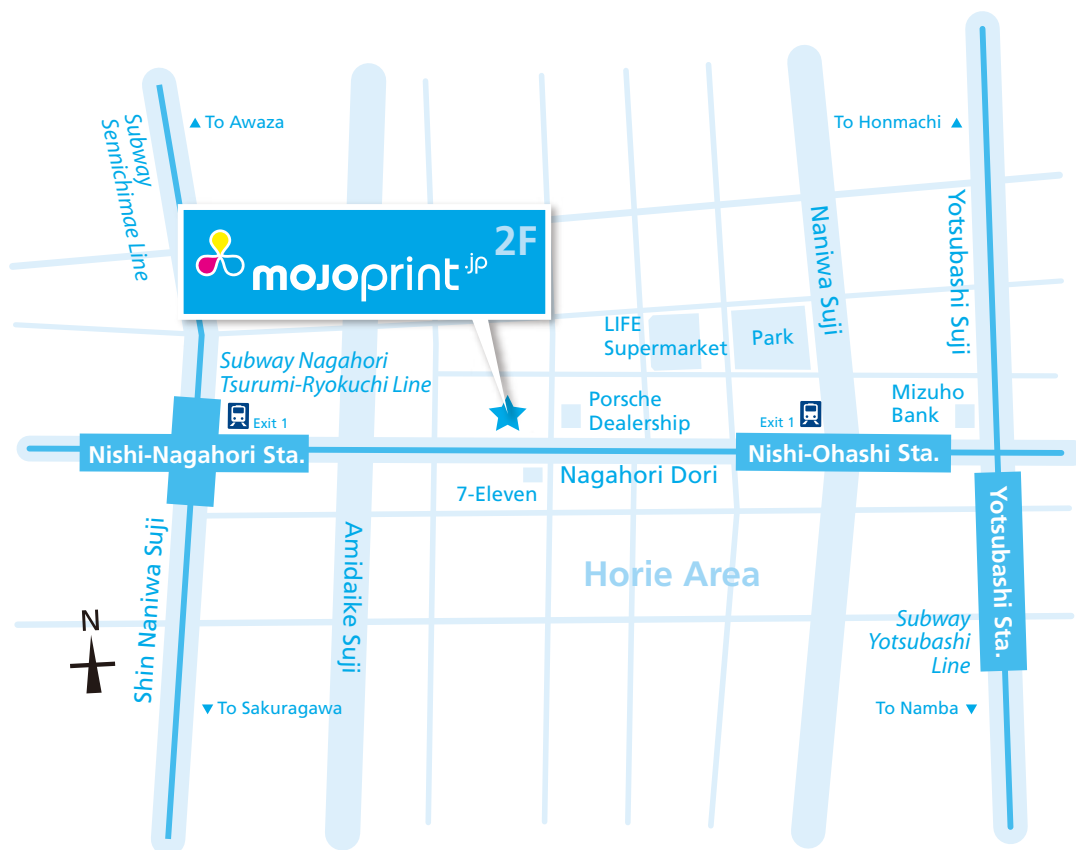 To Awaza
To Honmachi
Subway
Sennichimae Line
2F
mojoprint.jp
Naniwa Suji
Yotsubashi Suji
LIFE
Supermarket
Park
Subway Nagahori
Tsurumi-Ryokuchi Line
Exit 1
Porsche
Dealership
Exit 1
Mizuho
Bank
Nishi-Nagahori Sta.
Nishi-Ohashi Sta.
Nagahori Dori
7-Eleven
Yotsubashi Sta.
Shin Naniwa Suji
Amidaike Suji
Horie Area
N
Subway
Yotsubashi
Line
To Sakuragawa
To Namba